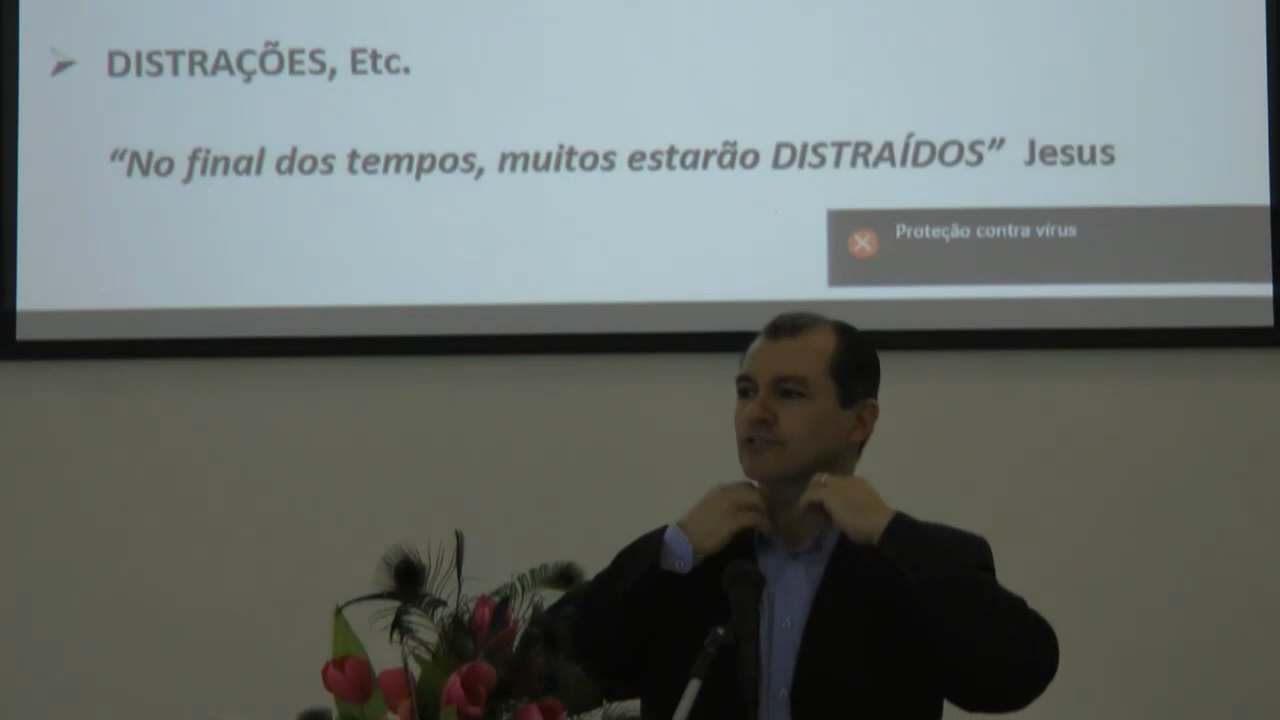 DISTRAÇÕES, Etc.
“No final dos tempos, muitos estarão DISTRAÍDOS” Jesus
Proteção contra vírus